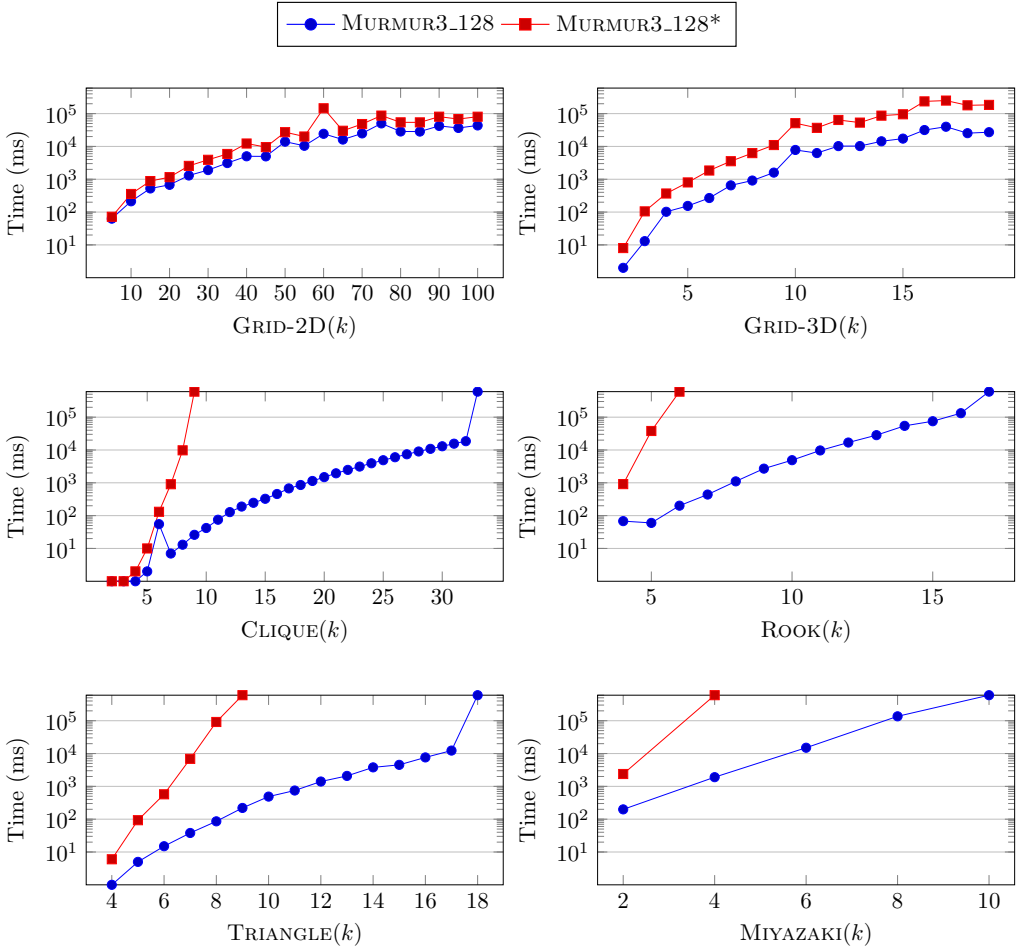 MURMUR3_128 MURMUR3_128*
Time (ms)
10^5
10^4
10^3
10^2
10^1
10 20 30 40 50 60 70 80 90 100
GRID-2D(k)
Time (ms)
10^5
10^4
10^3
10^2
10^1
5 10 15
GRID-3D(k)
Time (ms)
10^5
10^4
10^3
10^2
10^1
5 10 15 20 25 30
CLIQUE(k)
Time (ms)
10^5
10^4
10^3
10^2
10^1
5 10 15
ROOK(k)
Time (ms)
10^5
10^4
10^3
10^2
10^1
4 6 8 10 12 14 16 18
TRIANGLE(k)
Time (ms)
10^5
10^4
10^3
10^2
10^1
2 4 6 8 10
MIYAZAKI(k)